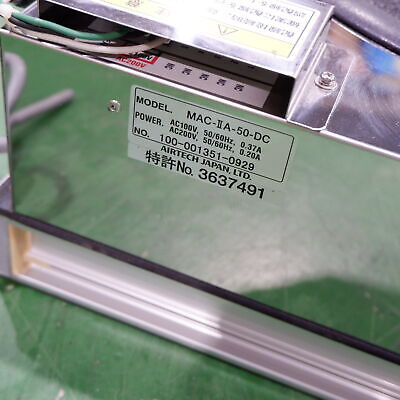 AC200V
MODEL. MAC-ⅡA-50-DC
POWER. AC100V, 50/60Hz, 0.37A
AC200V, 50/60Hz, 0.20A
NO. 100-001351-0929
AIRTECH JAPAN, LTD.
特許No. 3637491